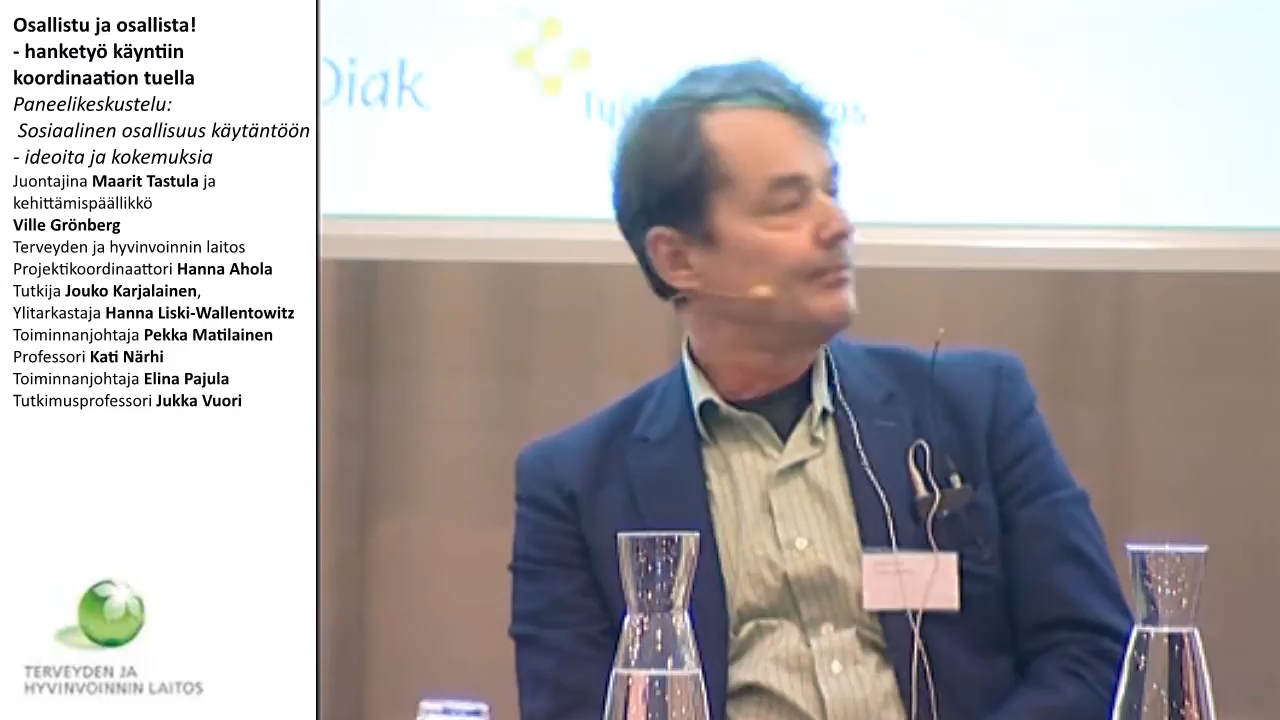 Osallistu ja osallista!
- hanketyö käyntiin
koordinaation tuella
Paneelikeskustelu:
Sosiaalinen osallisuus käytäntöön
- ideoita ja kokemuksia
Juontajina Maarit Tastula ja
kehittämispäällikkö
Ville Grönberg
Terveyden ja hyvinvoinnin laitos
Projektikoordinaattori Hanna Ahola
Tutkija Jouko Karjalainen,
Ylitarkastaja Hanna Liski-Wallentowitz
Toiminnanjohtaja Pekka Matilainen
Professori Kati Närhi
Toiminnanjohtaja Elina Pajula
Tutkimusprofessori Jukka Vuori
TERVEYDEN JA
HYVINVOINNIN LAITOS
Diak